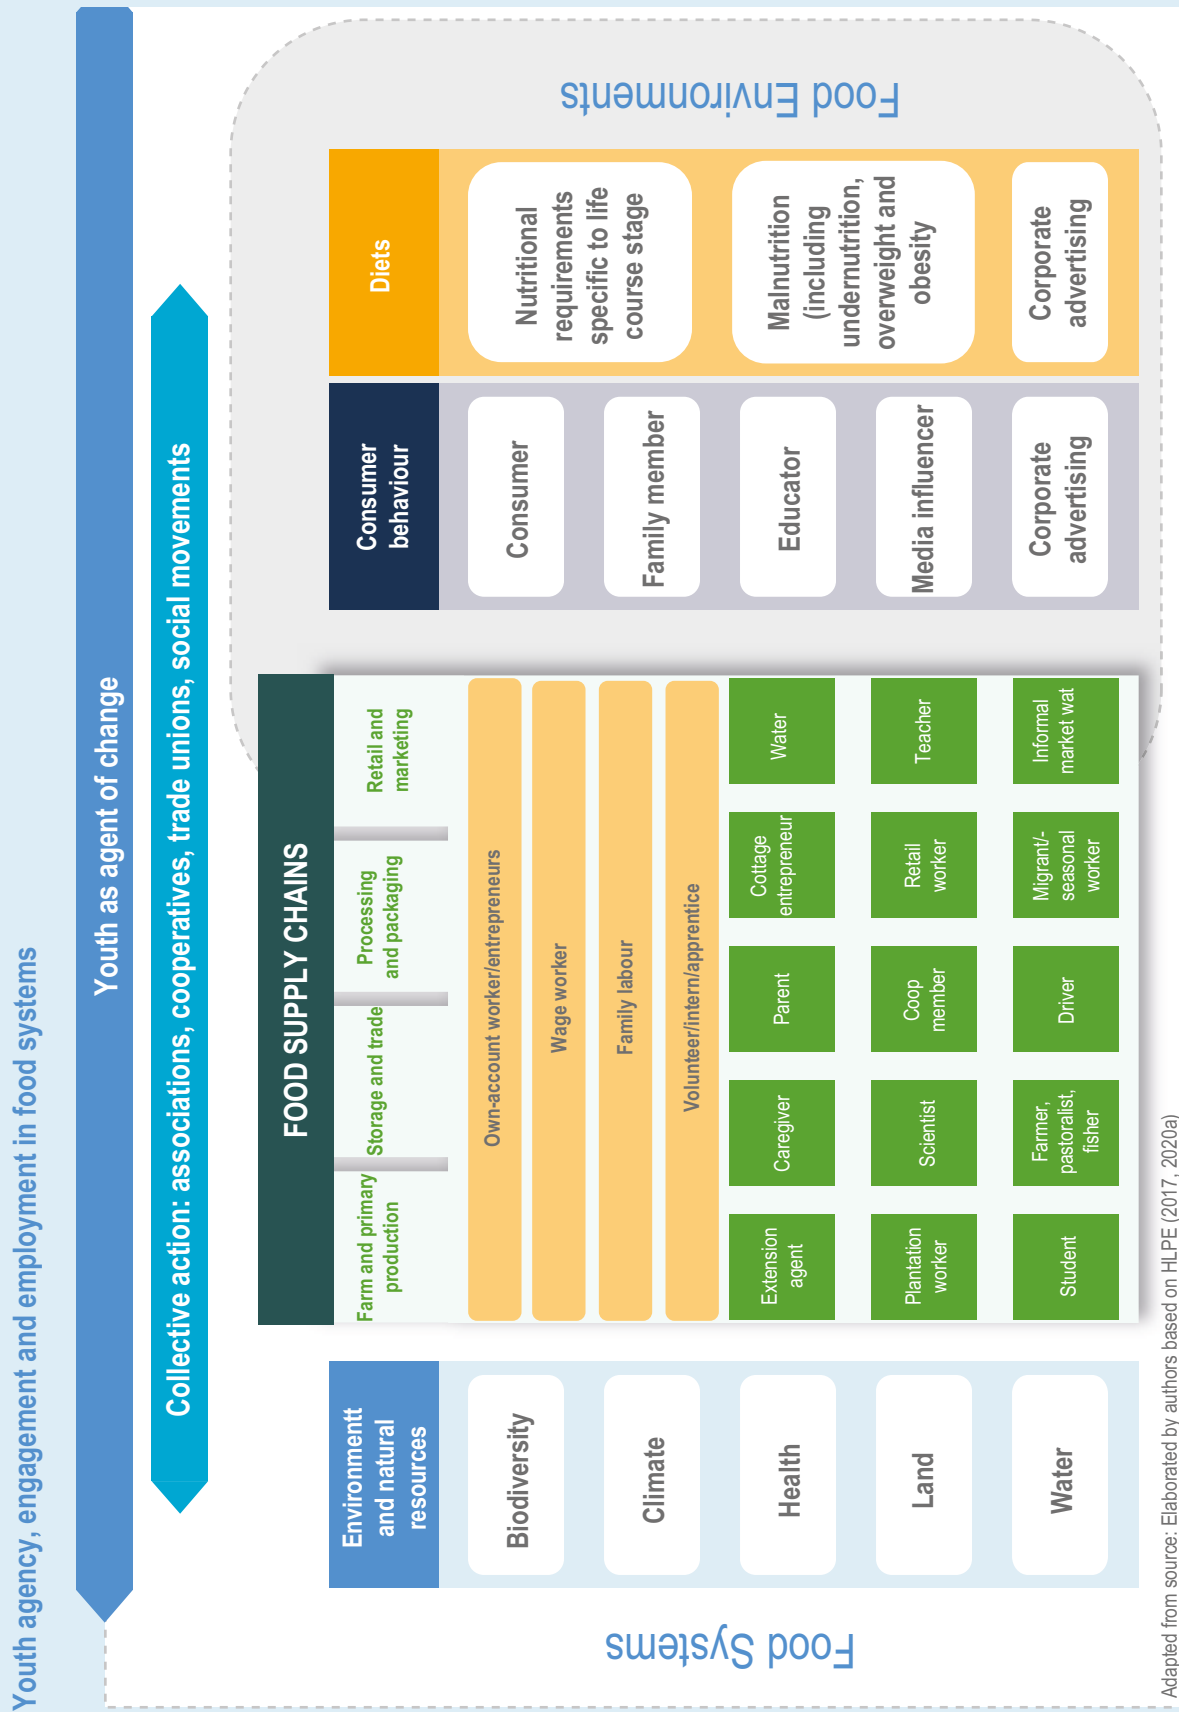 Youth agency, engagement and employment in food systems
Youth as agent of change
Collective action: associations, cooperatives, trade unions, social movements
Food Systems
Environmentt
and natural
resources
Biodiversity
Climate
Health
Land
Water
FOOD SUPPLY CHAINS
Farm and primary
production
Storage and trade
Processing
and packaging
Retail and
marketing
Own-account worker/entrepreneurs
Wage worker
Family labour
Volunteer/intern/apprentice
Extension
agent
Caregiver
Parent
Cottage
entrepreneur
Water
Plantation
worker
Scientist
Coop
member
Retail
worker
Teacher
Student
Farmer,
pastoralist,
fisher
Driver
Migrant/-
seasonal
worker
Informal
market wat
Consumer
behaviour
Consumer
Family member
Educator
Media influencer
Corporate
advertising
Diets
Nutritional
requirements
specific to life
course stage
Malnutrition
(including
undernutrition,
overweight and
obesity
Corporate
advertising
Food Environments
Adapted from source: Elaborated by authors based on HLPE (2017, 2020a)